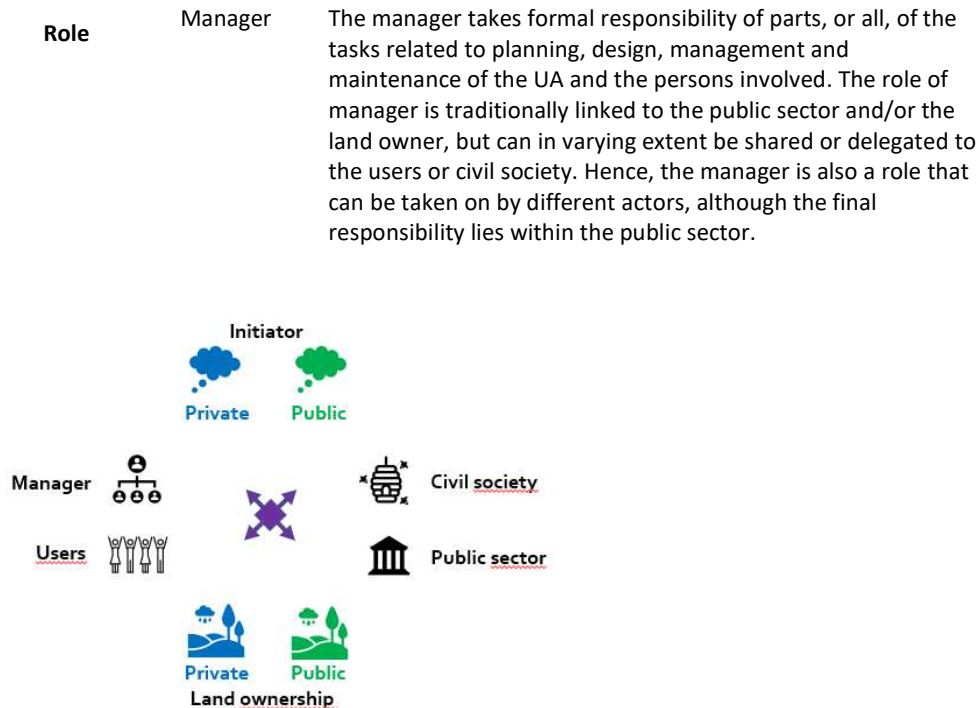 Role
Manager
The manager takes formal responsibility of parts, or all, of the
tasks related to planning, design, management and
maintenance of the UA and the persons involved. The role of
manager is traditionally linked to the public sector and/or the
land owner, but can in varying extent be shared or delegated to
the users or civil society. Hence, the manager is also a role that
can be taken on by different actors, although the final
responsibility lies within the public sector.
Initiator
Private Public
Manager
Civil society
Users
Public sector
Private Public
Land ownership